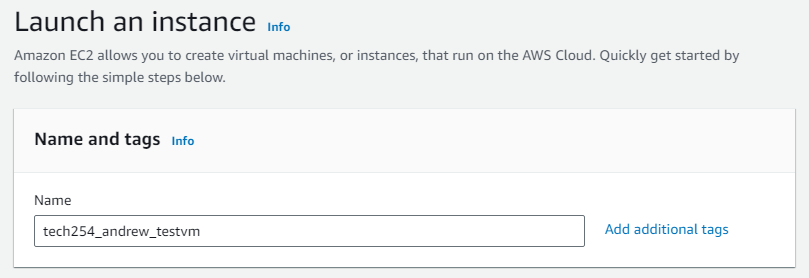 Launch an instance Info
Amazon EC2 allows you to create virtual machines, or instances, that run on the AWS Cloud. Quickly get started by
following the simple steps below.
Name and tags Info
Name
tech254_andrew_testvm
Add additional tags